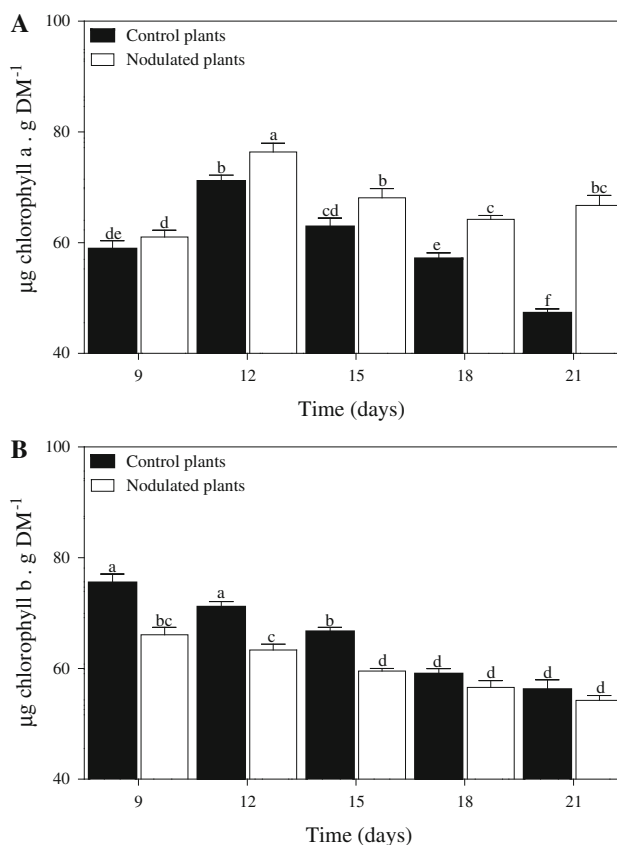 A
100
Control plants
Nodulated plants
80
60
40
µg chlorophyll a . g DM⁻¹
de
d
b
a
cd
b
e
c
f
bc
9
12
15
18
21
Time (days)
B
100
Control plants
Nodulated plants
80
60
40
µg chlorophyll b . g DM⁻¹
a
bc
a
c
b
d
d
d
d
d
9
12
15
18
21
Time (days)